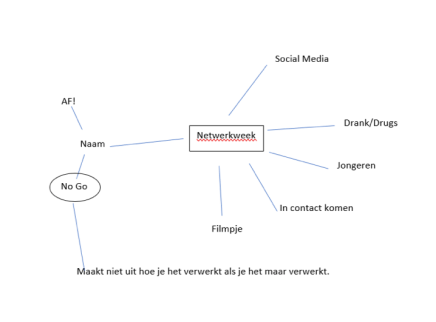 Social Media
AF!
Drank/Drugs
Netwerkweek
Naam
Jongeren
No Go
In contact komen
Filmpje
Maakt niet uit hoe je het verwerkt als je het maar verwerkt.